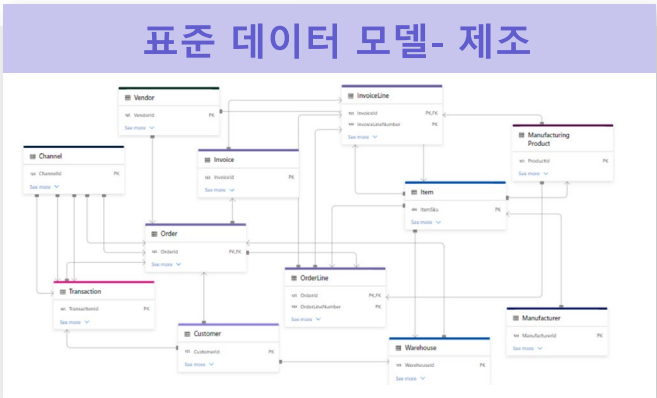 표준 데이터 모델- 제조
Vendor
VendorId PK
See more
InvoiceLine
InvoiceId PK,FK
InvoiceLineNumber PK
See more
Manufacturing
Product
ProductId PK
See more
Channel
ChannelId PK
See more
Invoice
InvoiceId PK
See more
Item
ItemSku PK
See more
Order
OrderId PK,FK
See more
OrderLine
OrderId PK,FK
OrderLineNumber PK
See more
Transaction
TransactionId PK
See more
Manufacturer
ManufactureId PK
See more
Customer
CustomerId PK
See more
Warehouse
WarehouseId PK
See more